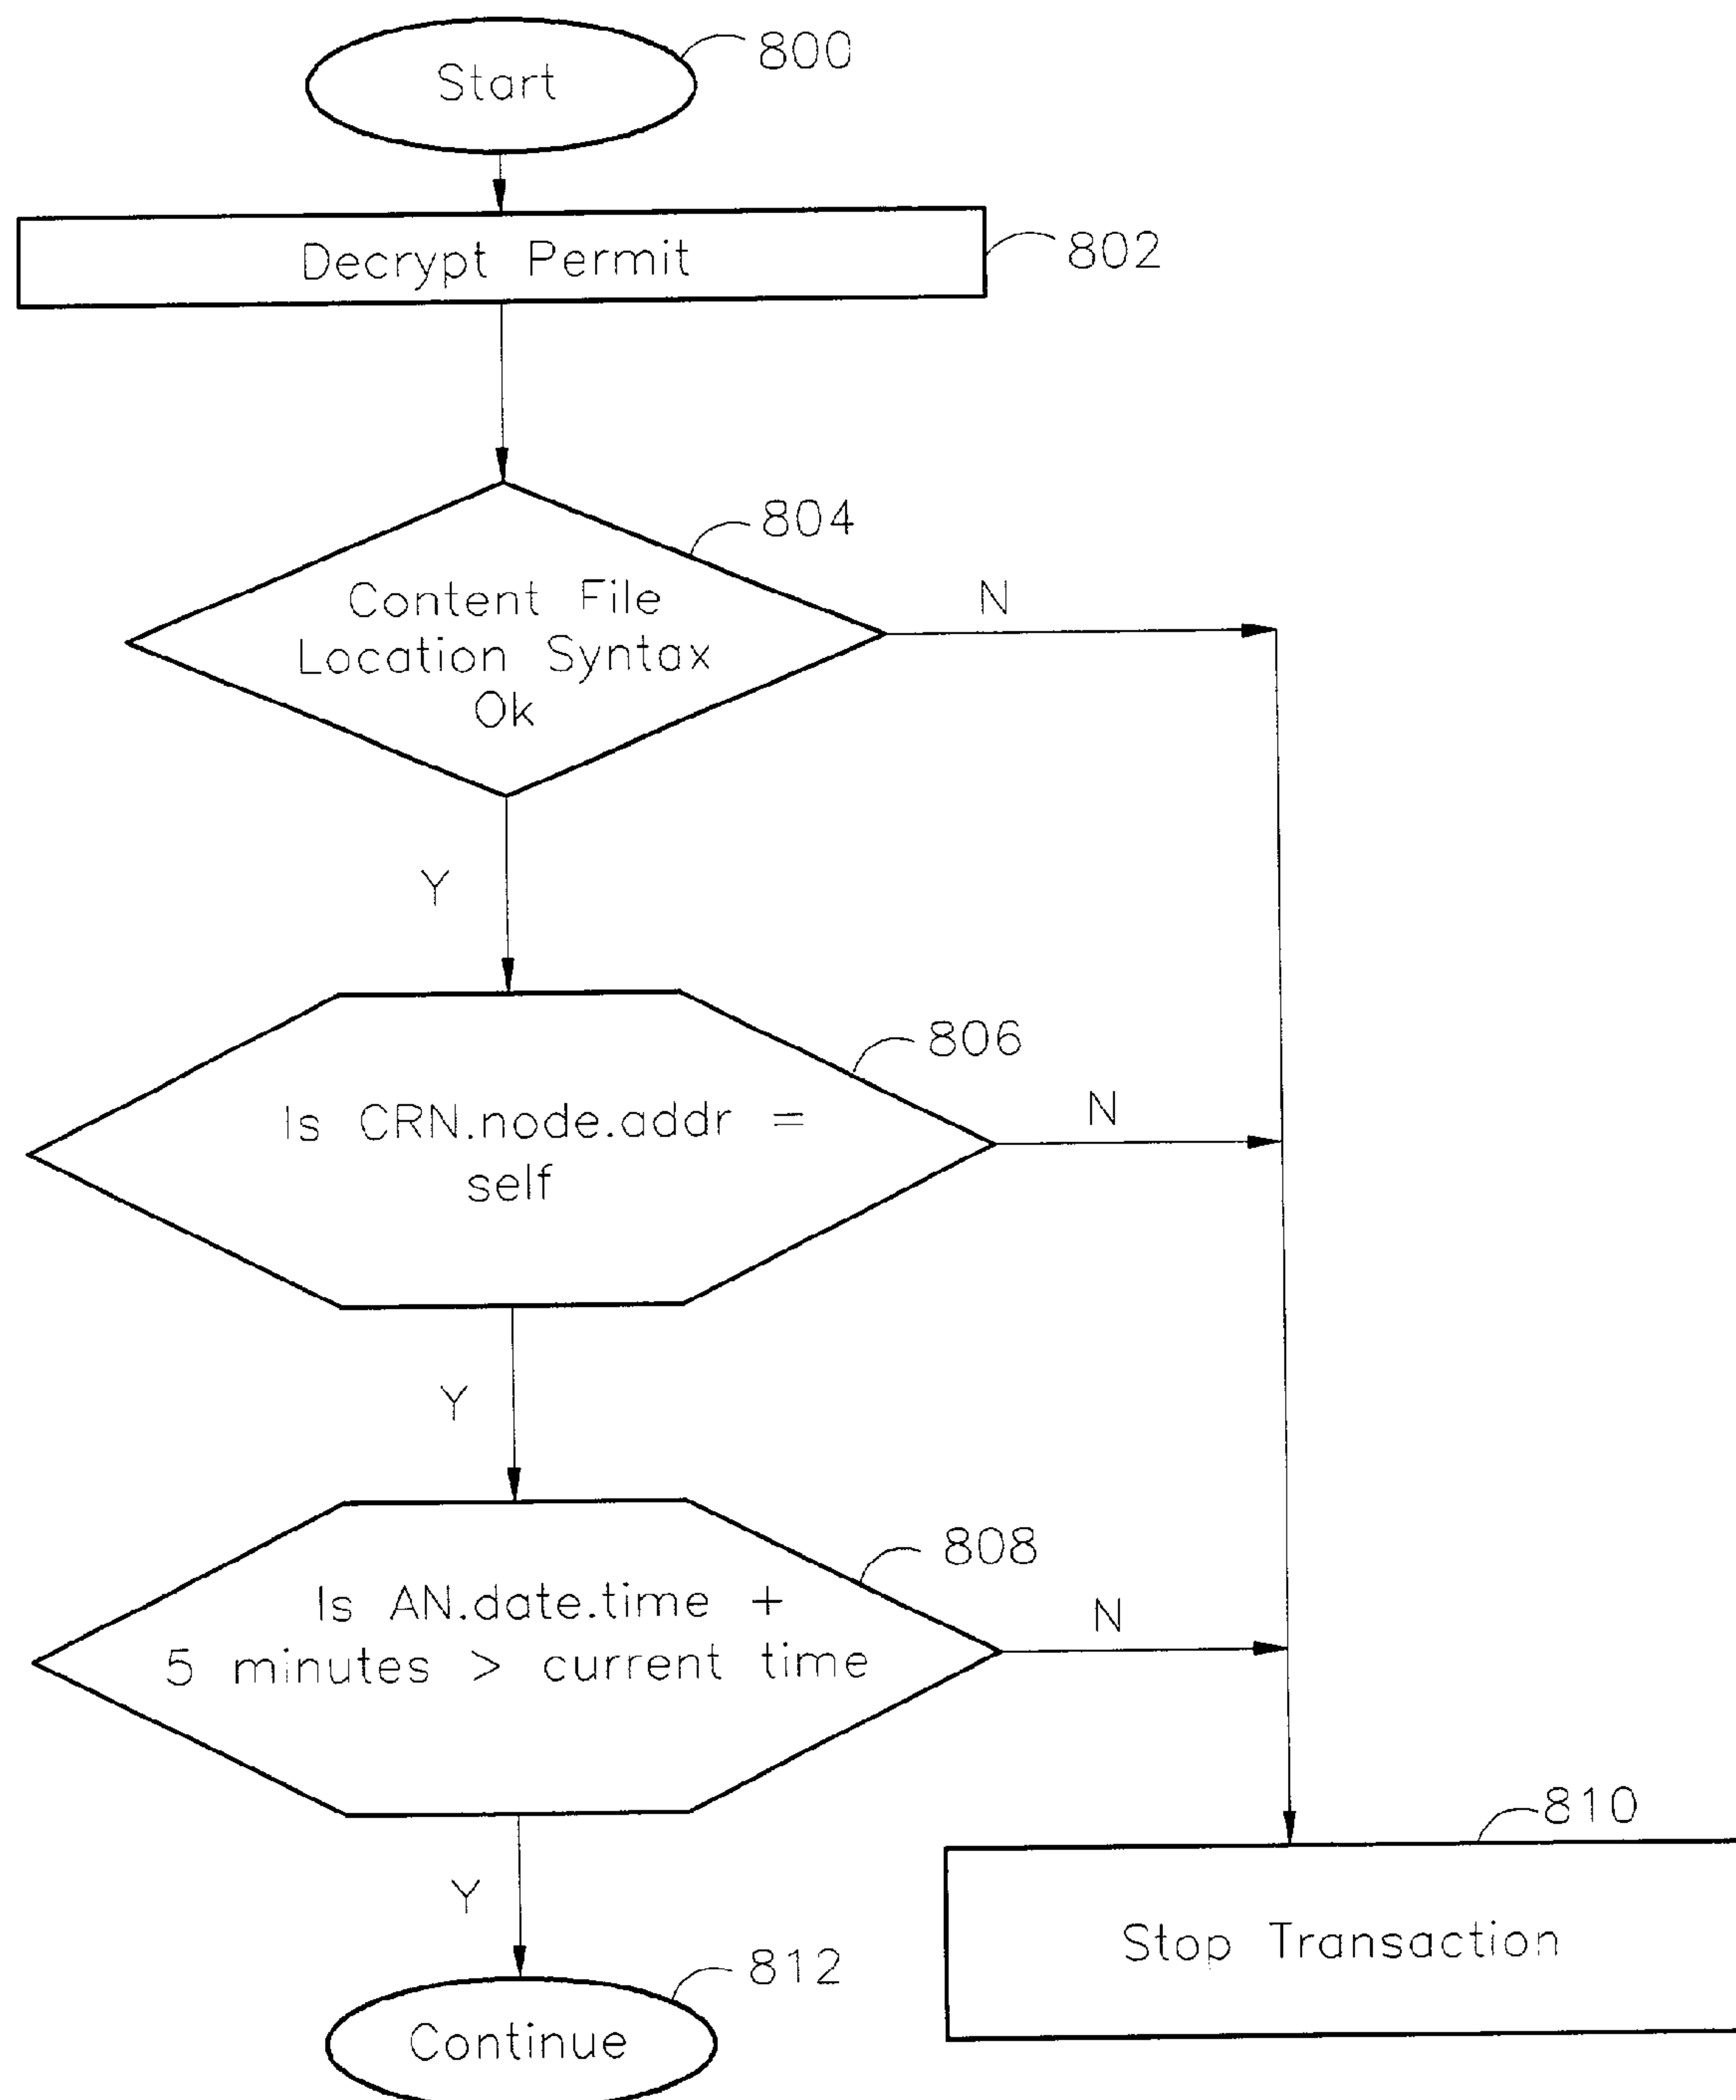 Start
800
Decrypt Permit
802
804
Content File
Location Syntax
Ok
N
Y
806
Is CRN.node.addr =
self
N
Y
808
Is AN.date.time +
5 minutes > current time
N
Y
810
Stop Transaction
812
Continue